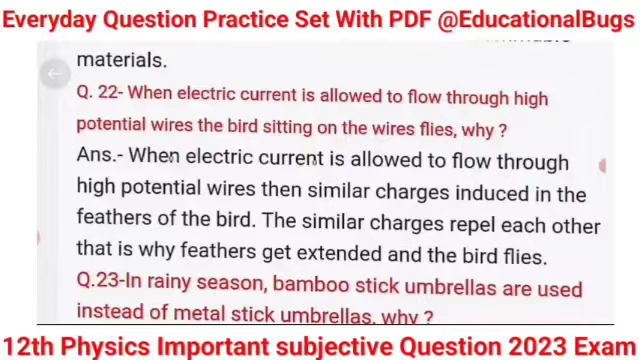 Everyday Question Practice Set With PDF @EducationalBugs
materials.
Q. 22- When electric current is allowed to flow through high
potential wires the bird sitting on the wires flies, why ?
Ans.- When electric current is allowed to flow through
high potential wires then similar charges induced in the
feathers of the bird. The similar charges repel each other
that is why feathers get extended and the bird flies.
Q.23-In rainy season, bamboo stick umbrellas are used
instead of metal stick umbrellas, why ?
12th Physics Important subjective Question 2023 Exam